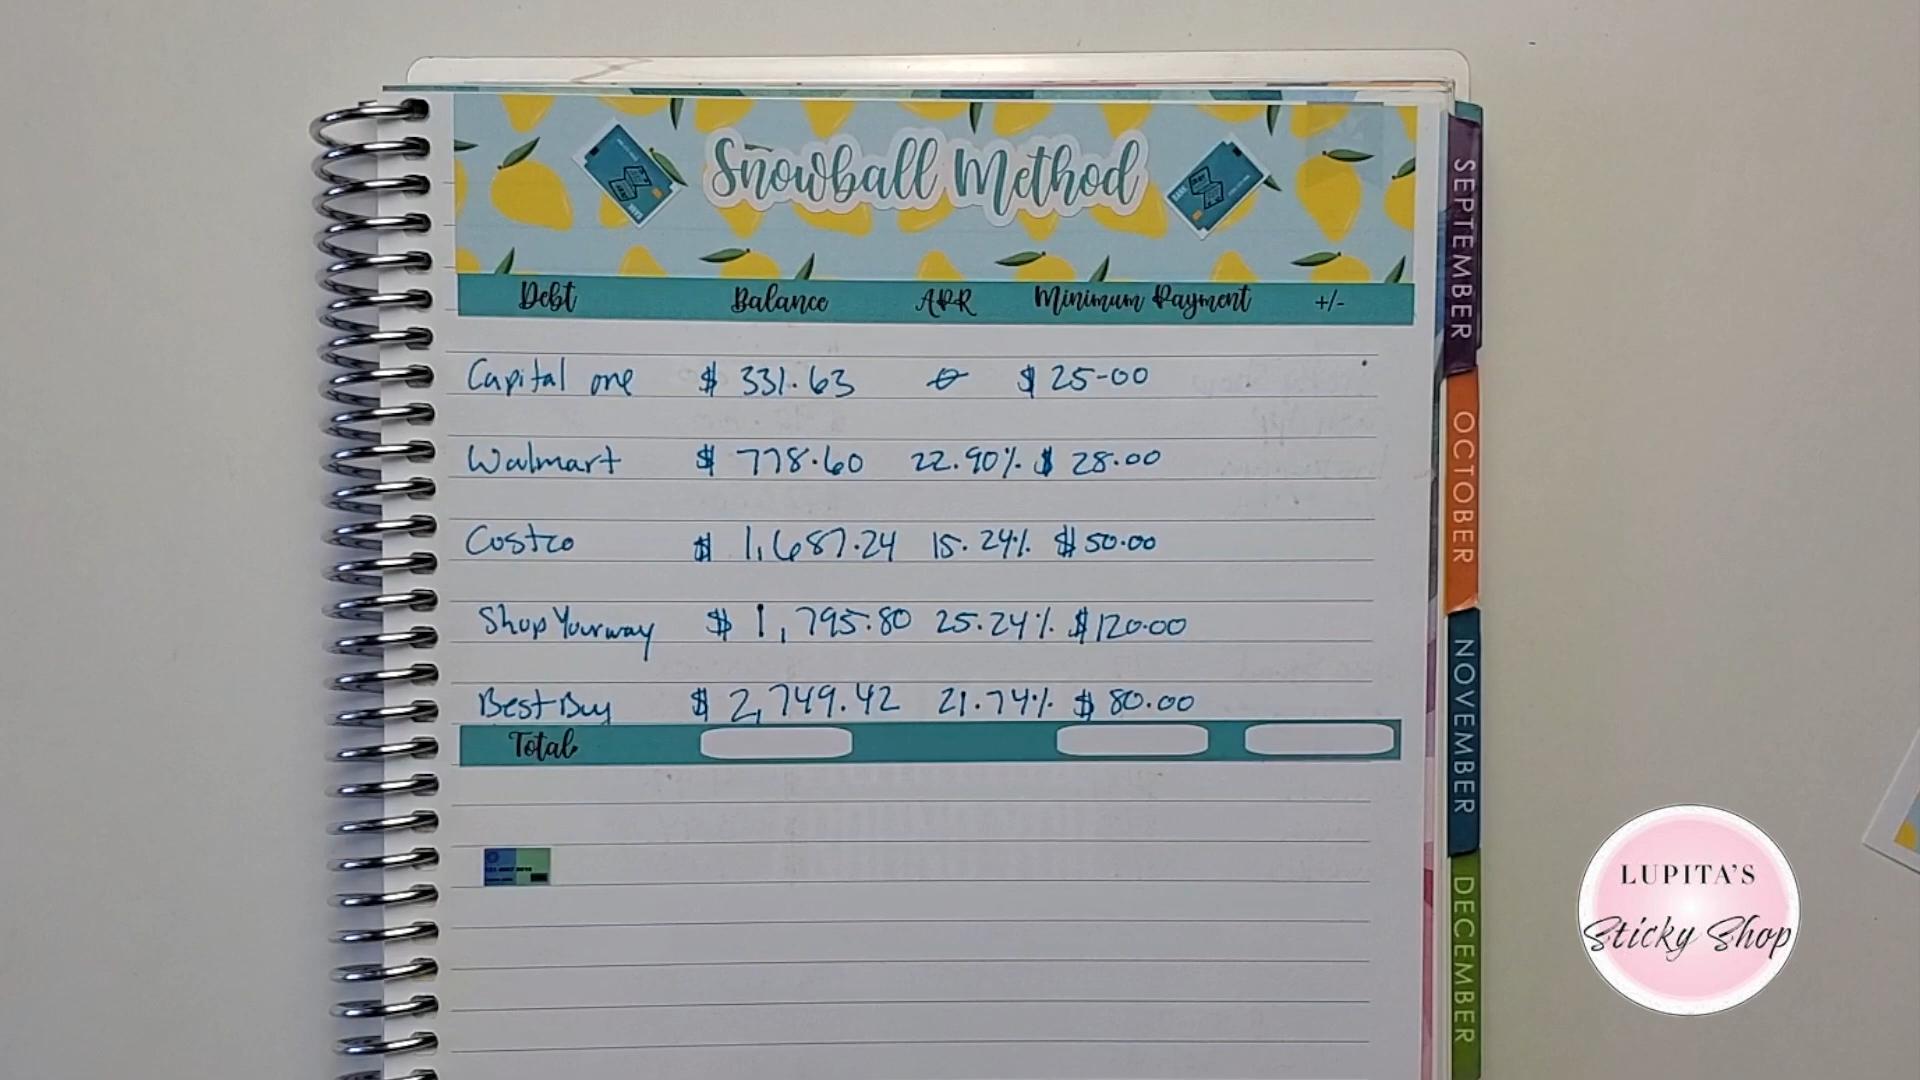 Snowball Method
Debt Balance APR Minimum Payment +/-
Capital one $ 331.63 0 $ 25-00
Walmart $ 778.60 22.90% $ 28.00
Costco $ 1,687.24 15.24% $ 50.00
Shop Yourway $ 1,795.80 25.24% $ 120.00
Best Buy $ 2,749.42 21.74% $ 80.00
Total
SEPTEMBER
OCTOBER
NOVEMBER
DECEMBER
LUPITA'S
Sticky Shop